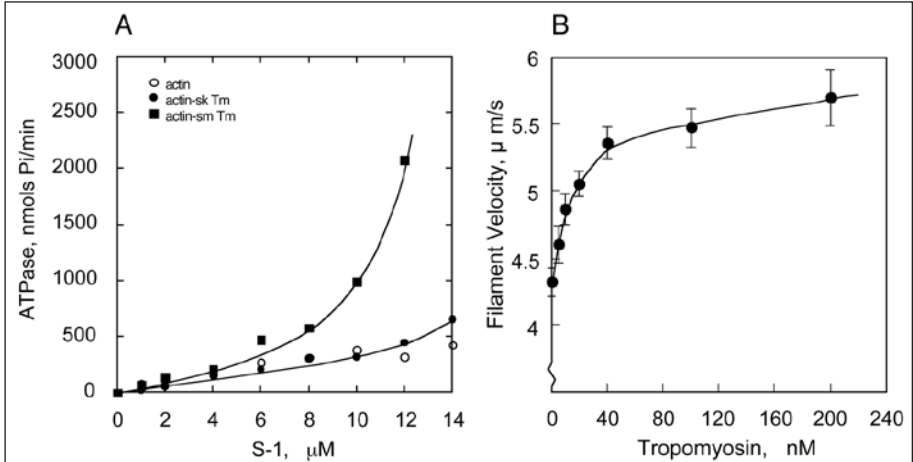 A
ATPase, nmols Pi/min
3000
2500
2000
1500
1000
500
0
actin
actin-sk Tm
actin-sm Tm
0 2 4 6 8 10 12 14
S-1, μM
B
Filament Velocity, μ m/s
6
5.5
5
4.5
4
0 40 80 120 160 200 240
Tropomyosin, nM